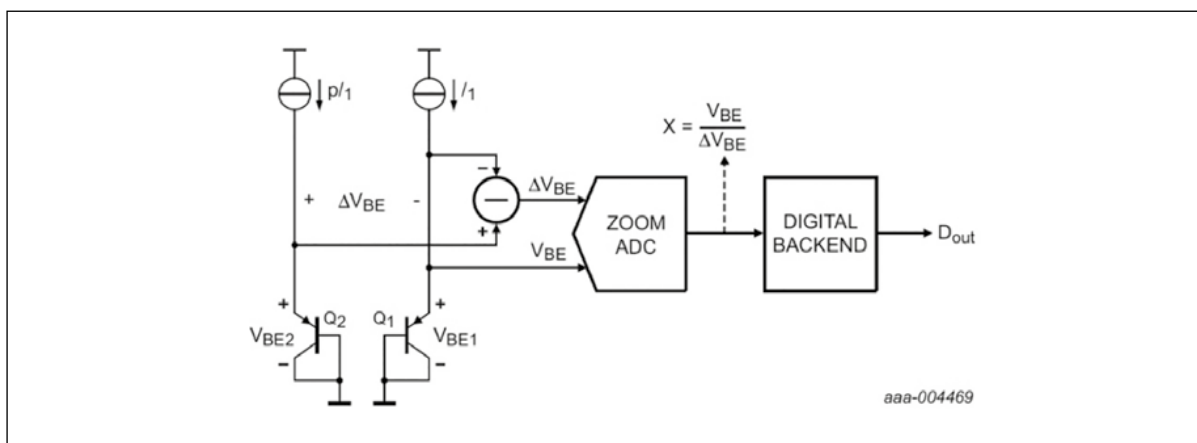 p/1
/1
X = VBE / ΔVBE
+ ΔVBE -
-
+
ΔVBE
VBE
ZOOM
ADC
DIGITAL
BACKEND
Dout
+
Q2
VBE2
-
+
Q1
VBE1
-
aaa-004469